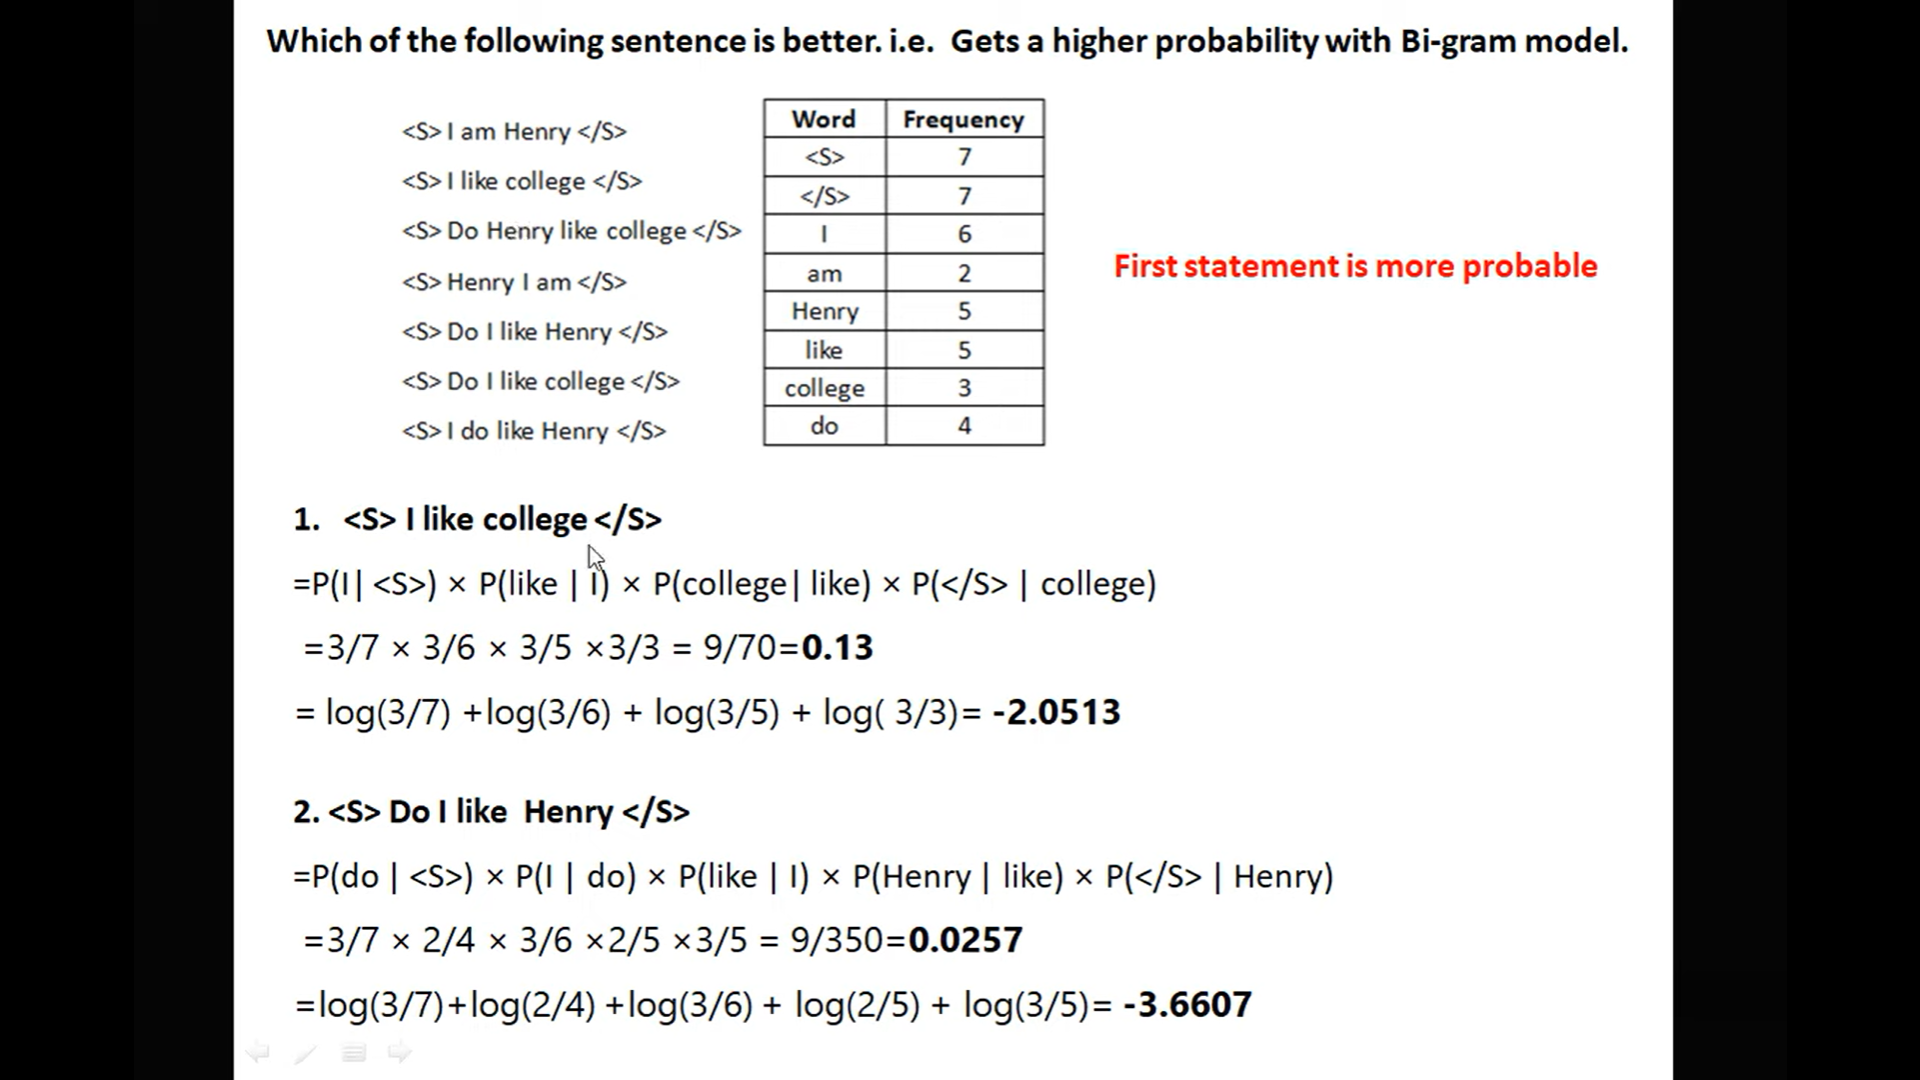 Which of the following sentence is better. i.e. Gets a higher probability with Bi-gram model.
<S> I am Henry </S>
<S> I like college </S>
<S> Do Henry like college </S>
<S> Henry I am </S>
<S> Do I like Henry </S>
<S> Do I like college </S>
<S> I do like Henry </S>
Word Frequency
<S> 7
</S> 7
I 6
am 2
Henry 5
like 5
college 3
do 4
First statement is more probable
1. <S> I like college </S>
=P(I| <S>) × P(like | I) × P(college| like) × P(</S> | college)
=3/7 × 3/6 × 3/5 ×3/3 = 9/70=0.13
= log(3/7) +log(3/6) + log(3/5) + log( 3/3)= -2.0513
2. <S> Do I like Henry </S>
=P(do | <S>) × P(I | do) × P(like | I) × P(Henry | like) × P(</S> | Henry)
=3/7 × 2/4 × 3/6 ×2/5 ×3/5 = 9/350=0.0257
=log(3/7)+log(2/4) +log(3/6) + log(2/5) + log(3/5)= -3.6607